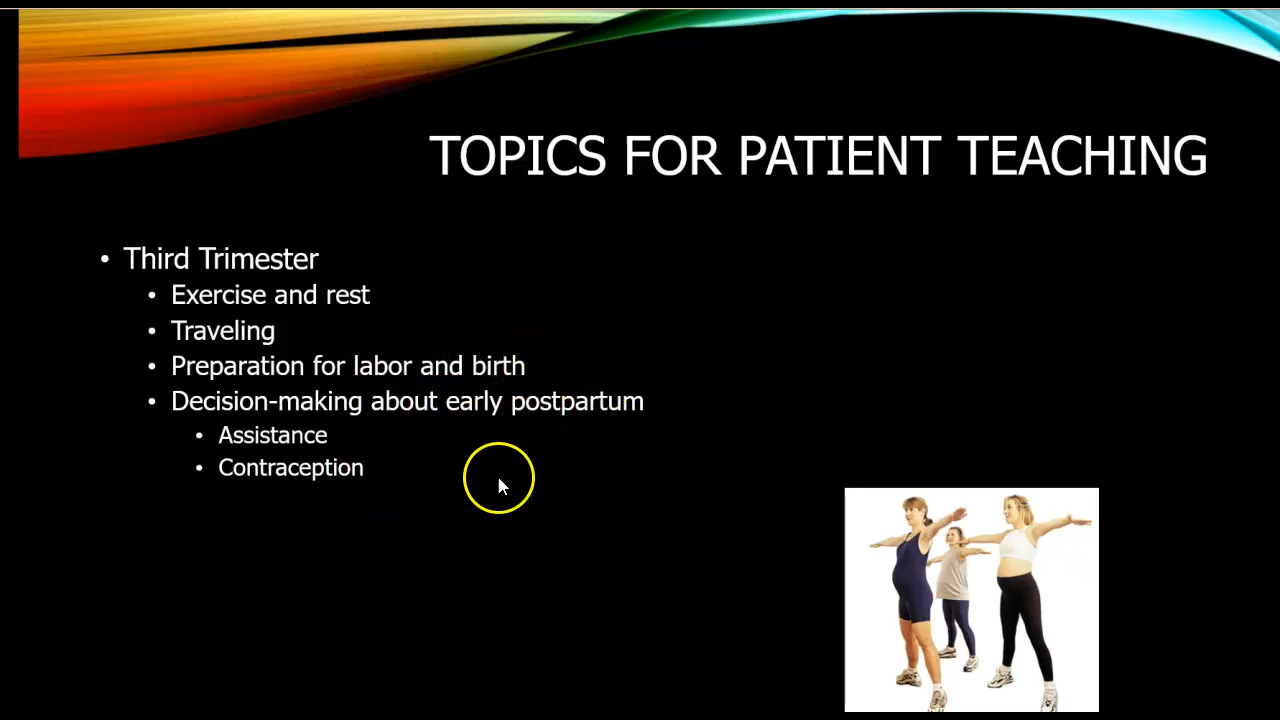 TOPICS FOR PATIENT TEACHING
• Third Trimester
• Exercise and rest
• Traveling
• Preparation for labor and birth
• Decision-making about early postpartum
• Assistance
• Contraception